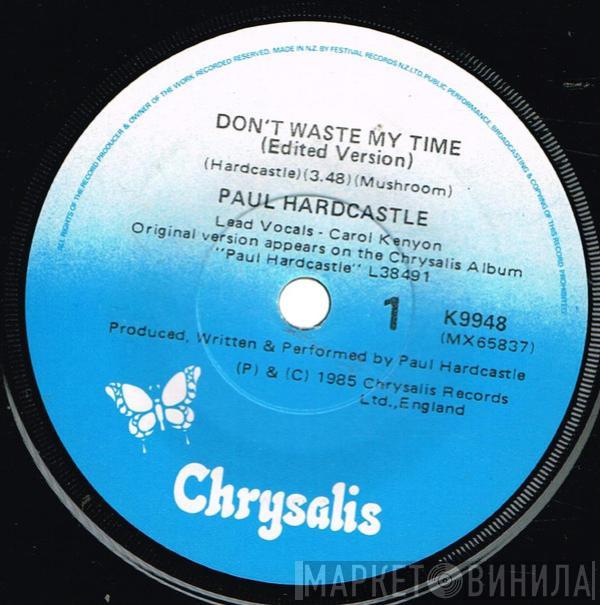 ALL RIGHTS OF THE RECORD PRODUCER & OWNER OF THE WORK RECORDED RESERVED. MADE IN N.Z. BY FESTIVAL RECORDS N.Z. LTD. PUBLIC PERFORMANCE, BROADCASTING & COPYING OF THIS RECORD PROHIBITED
DON'T WASTE MY TIME
(Edited Version)
(Hardcastle)(3.48)(Mushroom)
PAUL HARDCASTLE
Lead Vocals - Carol Kenyon
Original version appears on the Chrysalis Album
"Paul Hardcastle" L38491
1
K9948
(MX65837)
Produced, Written & Performed by Paul Hardcastle
(P) & (C) 1985 Chrysalis Records
Ltd.,England
Chrysalis
МАРКЕТ ВИНИЛА